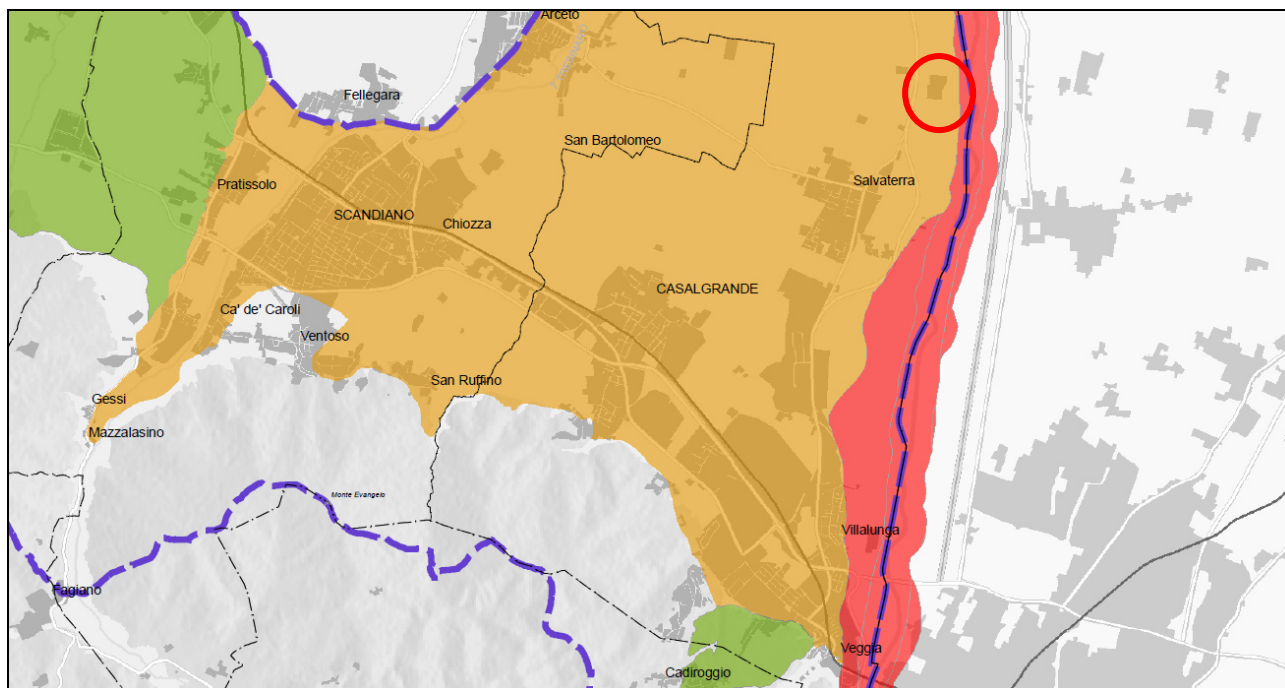 Arceto
Fellegara
San Bartolomeo
Salvaterra
Pratissolo
SCANDIANO
Chiozza
CASALGRANDE
Ca' de' Caroli
Ventoso
San Ruffino
Gessi
Mazzalasino
Monte Evangelo
Villalunga
Fagiano
Veggia
Cadiroggio